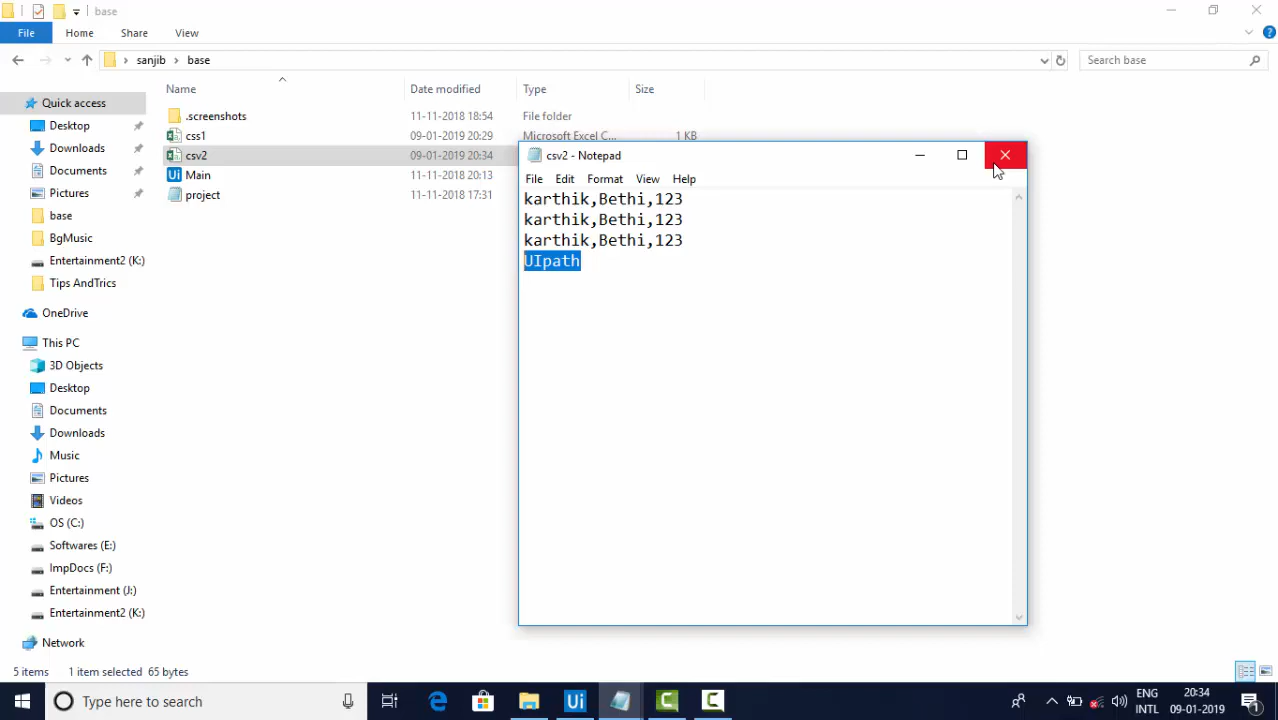 base
File Home Share View
sanjib base
Search base
Name Date modified Type Size
.screenshots 11-11-2018 18:54 File folder
css1 09-01-2019 20:29 Microsoft Excel C... 1 KB
csv2 09-01-2019 20:34
Main 11-11-2018 20:13
project 11-11-2018 17:31
Quick access
Desktop
Downloads
Documents
Pictures
base
BgMusic
Entertainment2 (K:)
Tips AndTrics
OneDrive
This PC
3D Objects
Desktop
Documents
Downloads
Music
Pictures
Videos
OS (C:)
Softwares (E:)
ImpDocs (F:)
Entertainment (J:)
Entertainment2 (K:)
Network
csv2 - Notepad
File Edit Format View Help
karthik,Bethi,123
karthik,Bethi,123
karthik,Bethi,123
UIpath
5 items 1 item selected 65 bytes
Type here to search
Ui
ENG
INTL
20:34
09-01-2019
1